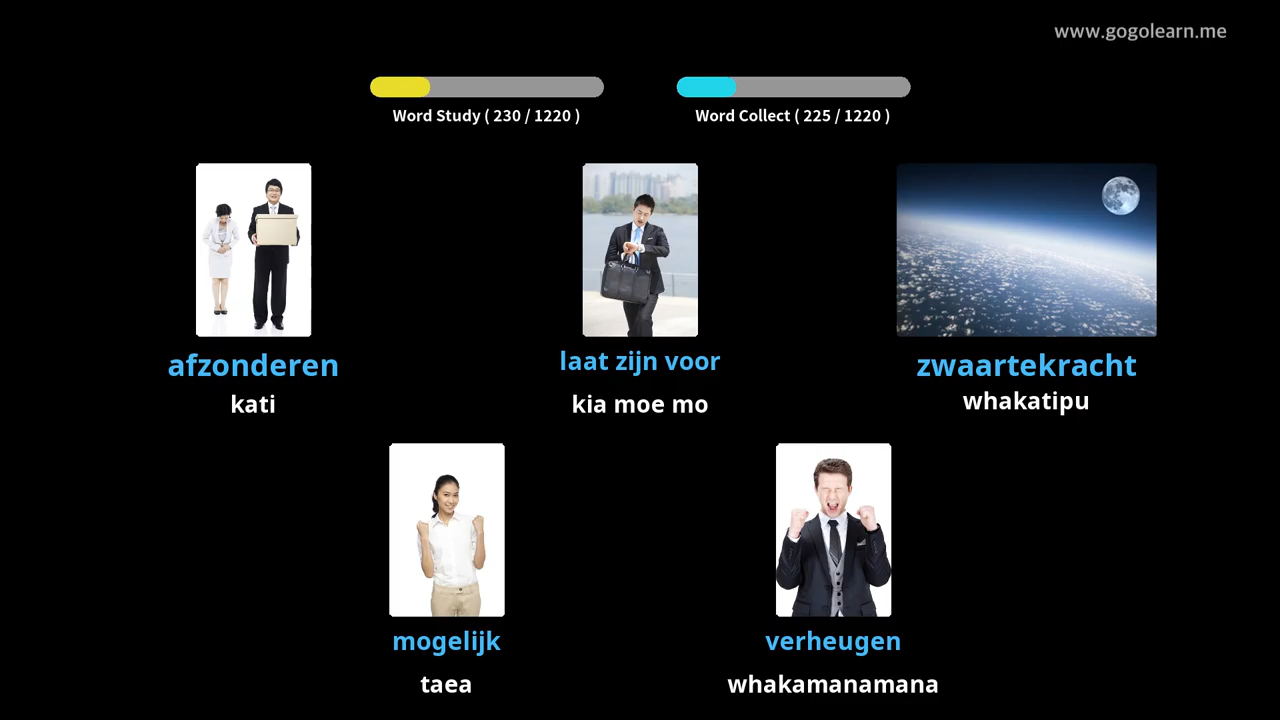 www.gogolearn.me
Word Study ( 230 / 1220 )
Word Collect ( 225 / 1220 )
afzonderen
kati
laat zijn voor
kia moe mo
zwaartekracht
whakatipu
mogelijk
taea
verheugen
whakamanamana